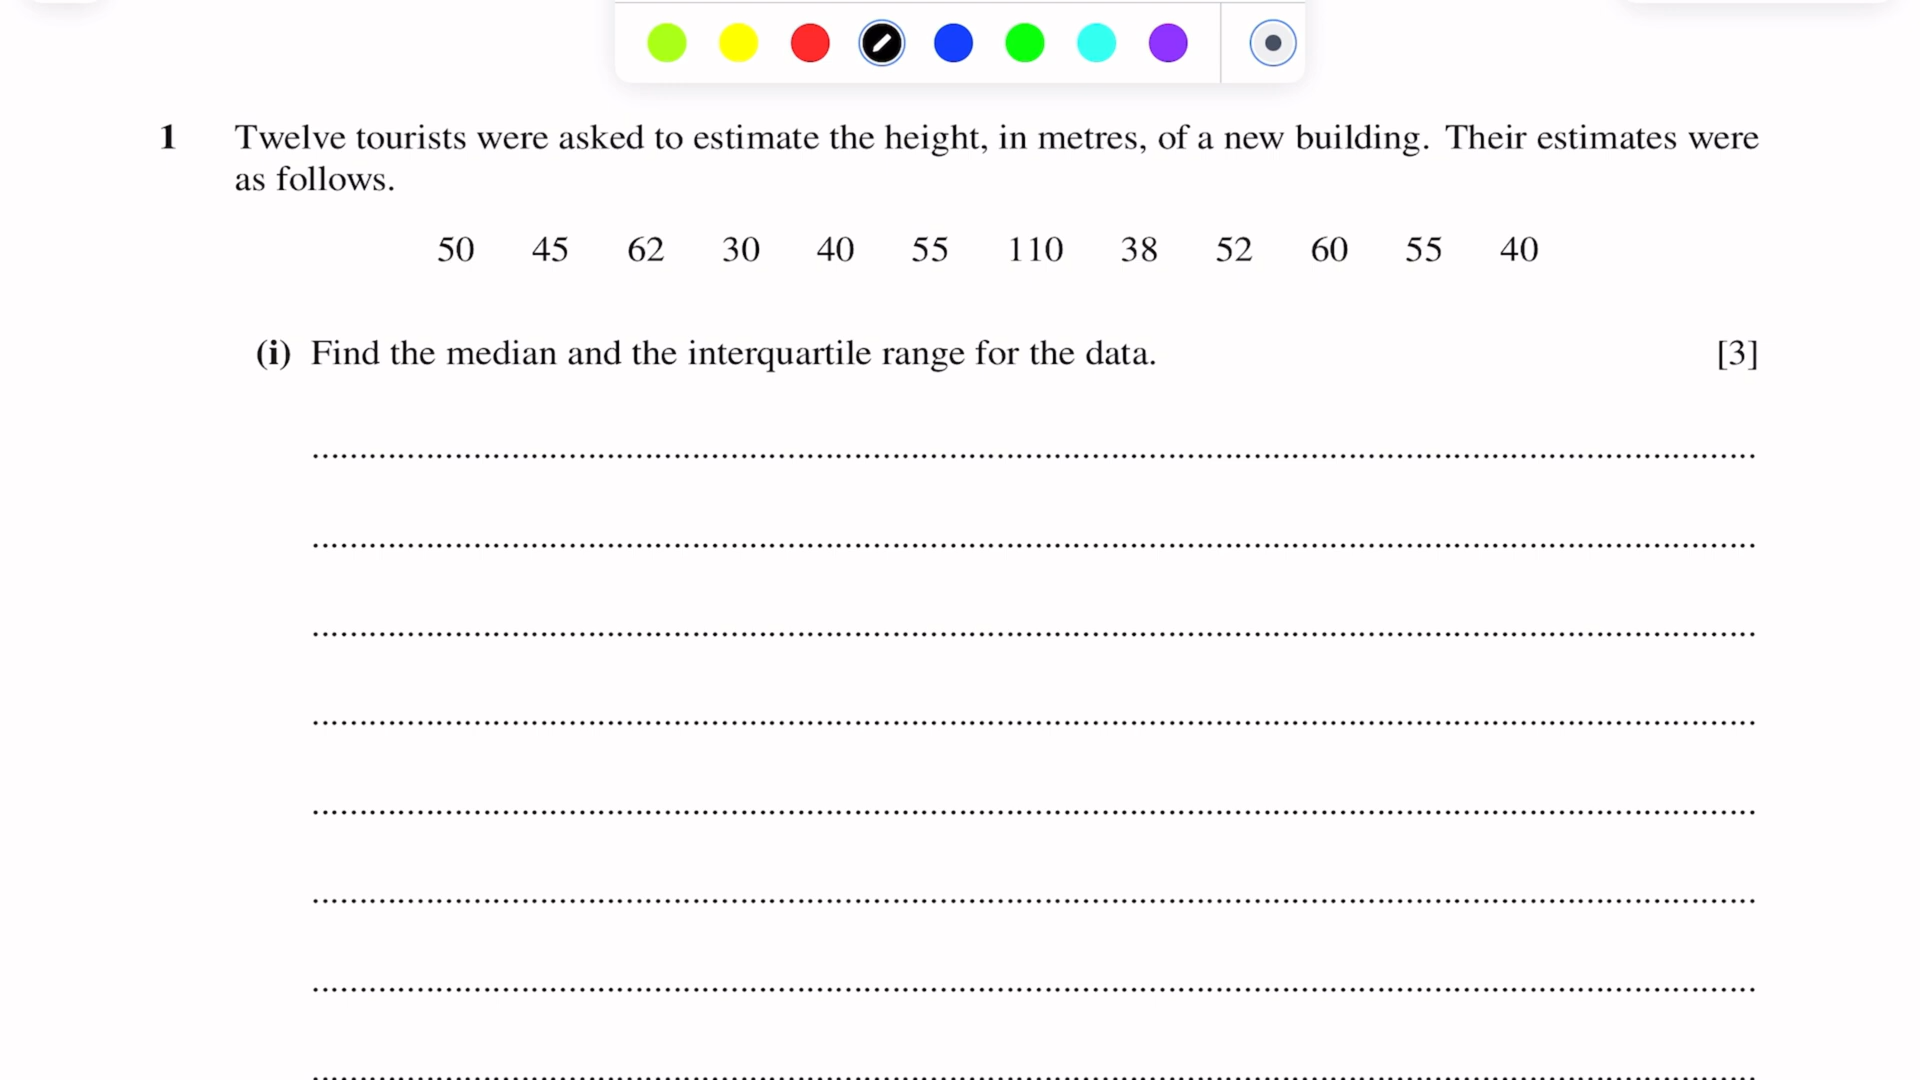 1 Twelve tourists were asked to estimate the height, in metres, of a new building. Their estimates were
as follows.
50 45 62 30 40 55 110 38 52 60 55 40
(i) Find the median and the interquartile range for the data. [3]